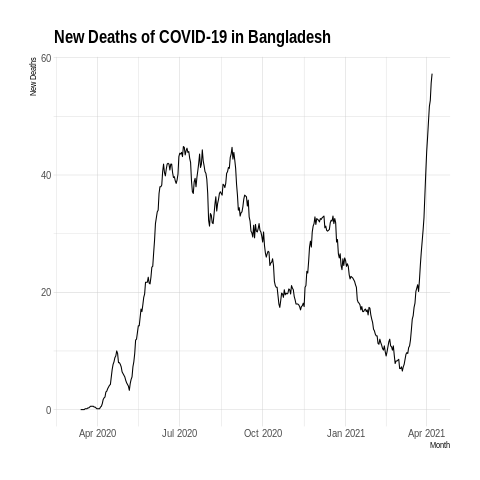 New Deaths of COVID-19 in Bangladesh
New Deaths
60
40
20
0
Apr 2020 Jul 2020 Oct 2020 Jan 2021 Apr 2021
Month